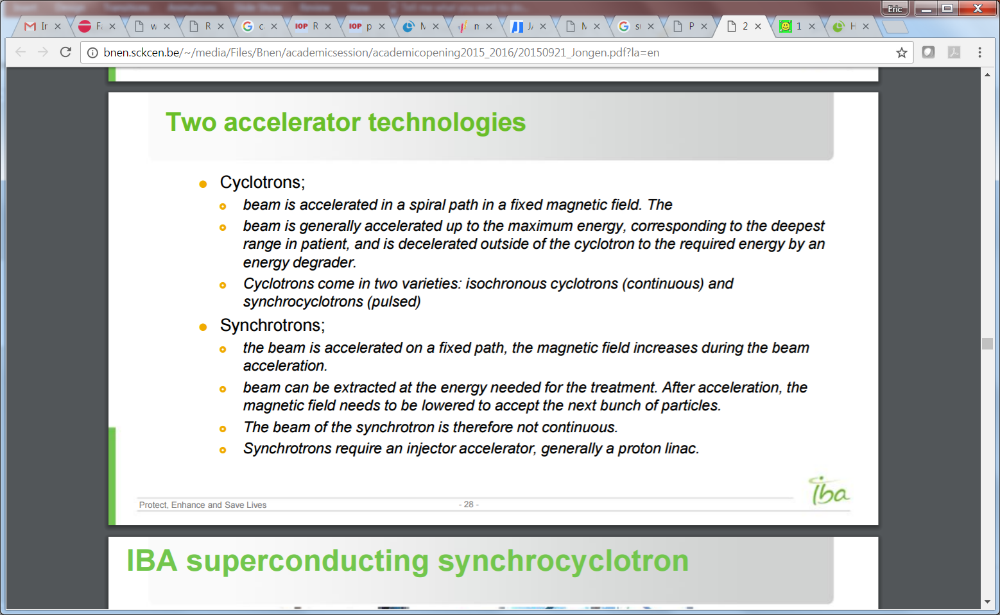 Eric
Ir
Fa
w
R
c
IOP R
IOP p
M
n
J/
M
G s
P
2
1
H
bnen.sckcen.be/~/media/Files/Bnen/academicsession/academicopening2015_2016/20150921_Jongen.pdf?la=en
Two accelerator technologies
Cyclotrons;
beam is accelerated in a spiral path in a fixed magnetic field. The
beam is generally accelerated up to the maximum energy, corresponding to the deepest
range in patient, and is decelerated outside of the cyclotron to the required energy by an
energy degrader.
Cyclotrons come in two varieties: isochronous cyclotrons (continuous) and
synchrocyclotrons (pulsed)
Synchrotrons;
the beam is accelerated on a fixed path, the magnetic field increases during the beam
acceleration.
beam can be extracted at the energy needed for the treatment. After acceleration, the
magnetic field needs to be lowered to accept the next bunch of particles.
The beam of the synchrotron is therefore not continuous.
Synchrotrons require an injector accelerator, generally a proton linac.
iba
Protect, Enhance and Save Lives
- 28 -
IBA superconducting synchrocyclotron